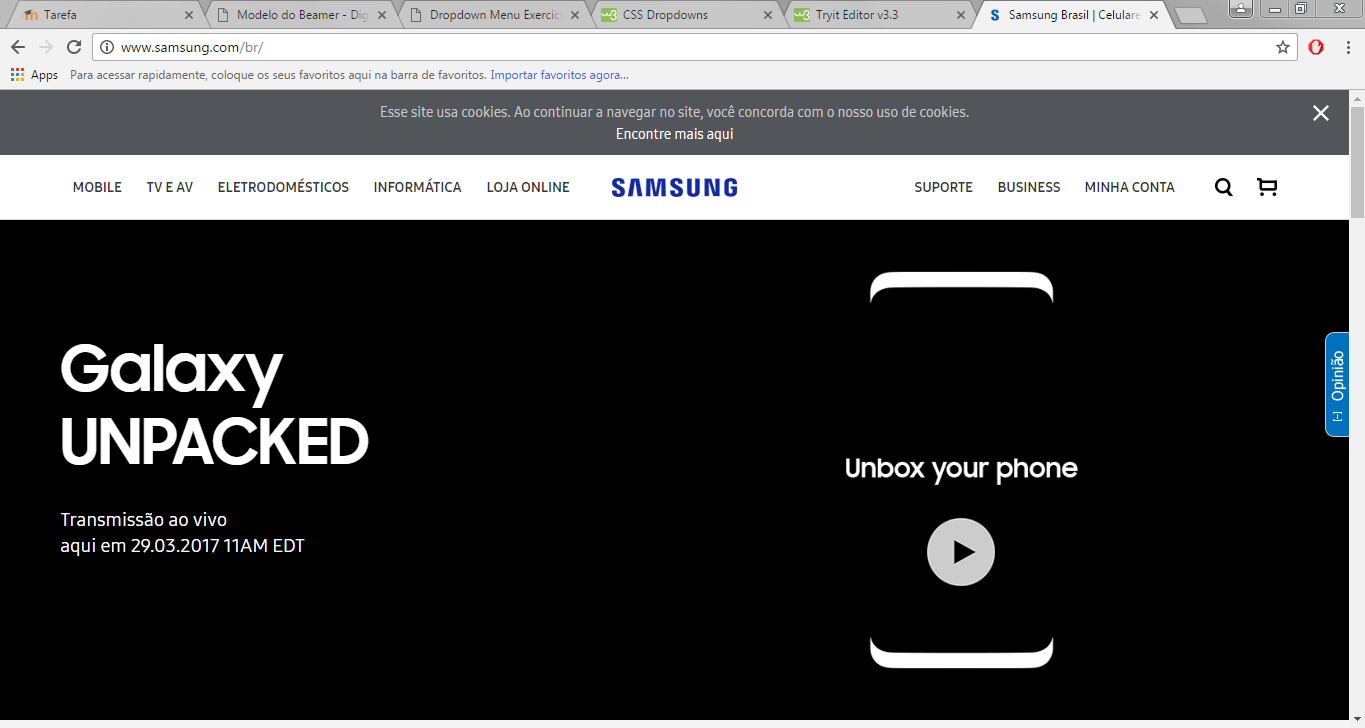 Tarefa
Modelo do Beamer - Dig
Dropdown Menu Exercic
CSS Dropdowns
Tryit Editor v3.3
Samsung Brasil | Celulare
www.samsung.com/br/
Apps
Para acessar rapidamente, coloque os seus favoritos aqui na barra de favoritos. Importar favoritos agora...
Esse site usa cookies. Ao continuar a navegar no site, você concorda com o nosso uso de cookies.
Encontre mais aqui
MOBILE TV E AV ELETRODOMÉSTICOS INFORMÁTICA LOJA ONLINE SAMSUNG SUPORTE BUSINESS MINHA CONTA
Galaxy
UNPACKED
Transmissão ao vivo
aqui em 29.03.2017 11AM EDT
Unbox your phone
[-] Opinião